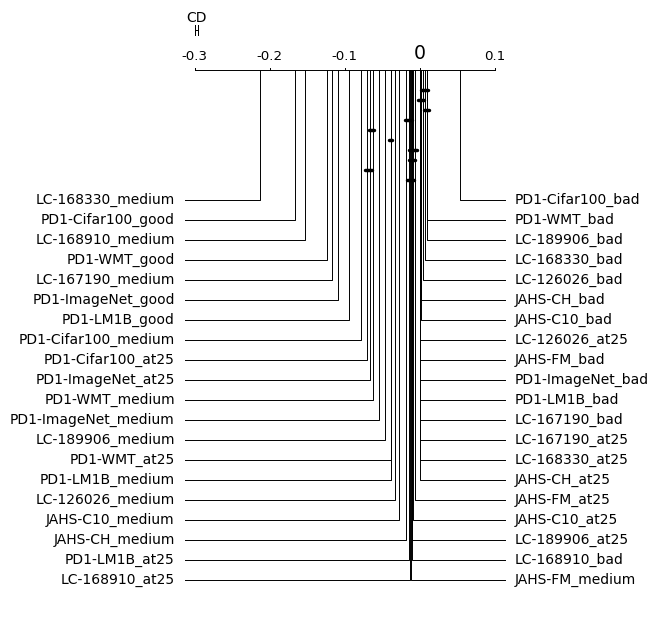 CD
-0.3 -0.2 -0.1 0 0.1
LC-168330_medium PD1-Cifar100_bad
PD1-Cifar100_good PD1-WMT_bad
LC-168910_medium LC-189906_bad
PD1-WMT_good LC-168330_bad
LC-167190_medium LC-126026_bad
PD1-ImageNet_good JAHS-CH_bad
PD1-LM1B_good JAHS-C10_bad
PD1-Cifar100_medium LC-126026_at25
PD1-Cifar100_at25 JAHS-FM_bad
PD1-ImageNet_at25 PD1-ImageNet_bad
PD1-WMT_medium PD1-LM1B_bad
PD1-ImageNet_medium LC-167190_bad
LC-189906_medium LC-167190_at25
PD1-WMT_at25 LC-168330_at25
PD1-LM1B_medium JAHS-CH_at25
LC-126026_medium JAHS-FM_at25
JAHS-C10_medium JAHS-C10_at25
JAHS-CH_medium LC-189906_at25
PD1-LM1B_at25 LC-168910_bad
LC-168910_at25 JAHS-FM_medium